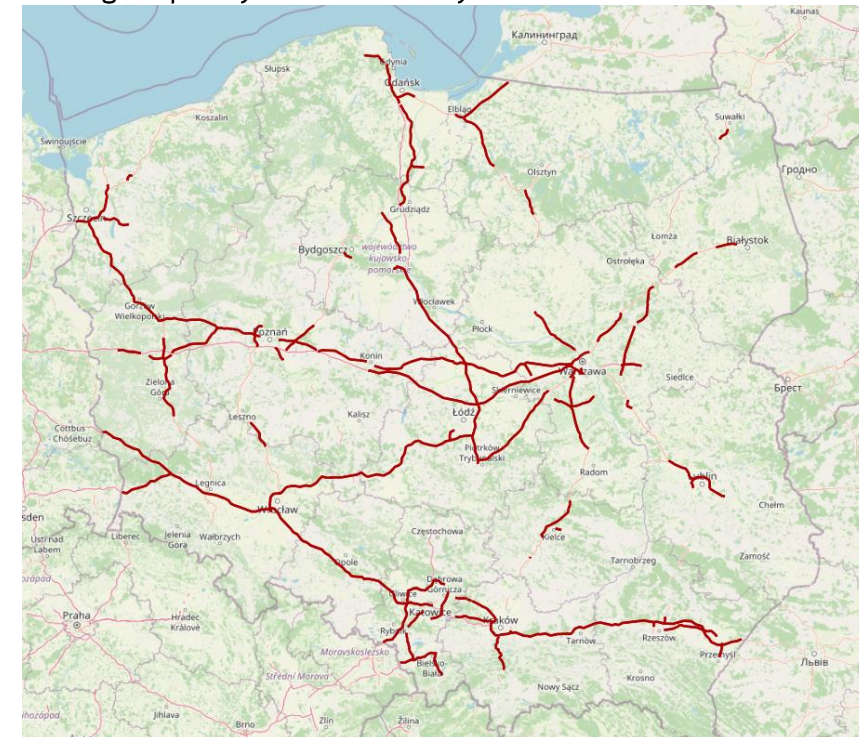 Kaunas
Калининград
Słupsk
Gdynia
Gdańsk
Elbląg
Suwałki
Koszalin
Świnoujście
Гродно
Olsztyn
Grudziądz
Łomża
Białystok
Bydgoszcz
województwo
kujawsko-
pomorskie
Ostrołęka
Włocławek
Gorzów
Wielkopolski
Płock
Poznań
Konin
Warszawa
Siedlce
Брест
Zielona
Góra
Skierniewice
Cottbus
Chóśebuz
Leszno
Kalisz
Łódź
Piotrków
Trybunalski
Radom
Legnica
Chełm
Wrocław
sden
Ustí nad
Labem
Liberec
Jelenia
Góra
Wałbrzych
Częstochowa
Kielce
Zamość
Opole
Tarnobrzeg
Dąbrowa
Górnicza
Gliwice
Katowice
Praha
Hradec
Králové
Kraków
Rybnik
Tarnów
Rzeszów
Moravskoslezsko
Przemyśl
Львів
Bielsko-
Biała
Střední Morava
Krosno
Nowy Sącz
Jihlava
Brno
Zlín
Žilina